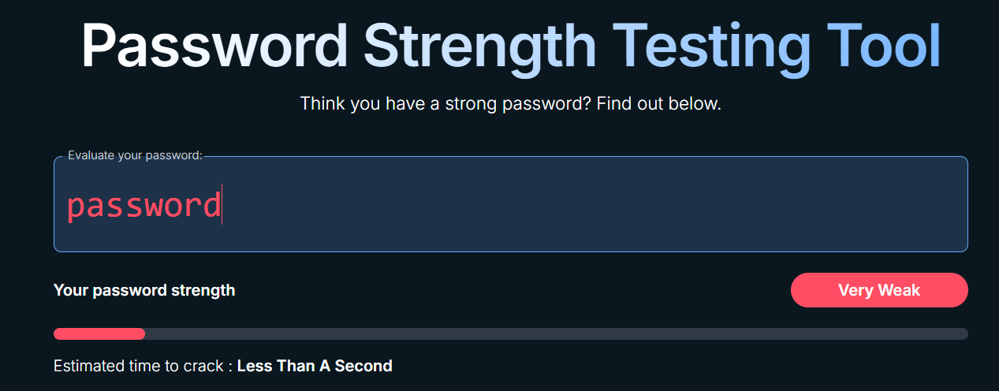 Password Strength Testing Tool
Think you have a strong password? Find out below.
Evaluate your password:
password
Your password strength
Very Weak
Estimated time to crack : Less Than A Second